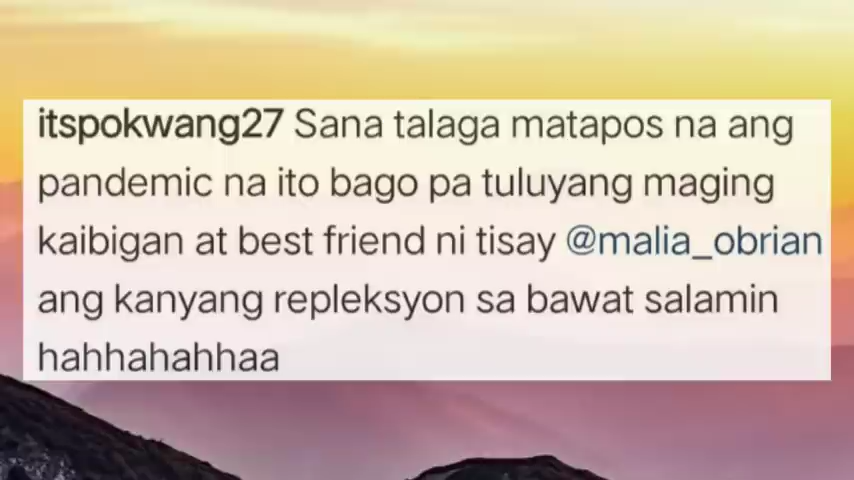 itspokwang27 Sana talaga matapos na ang
pandemic na ito bago pa tuluyang maging
kaibigan at best friend ni tisay @malia_obrian
ang kanyang repleksyon sa bawat salamin
hahhahahhaa